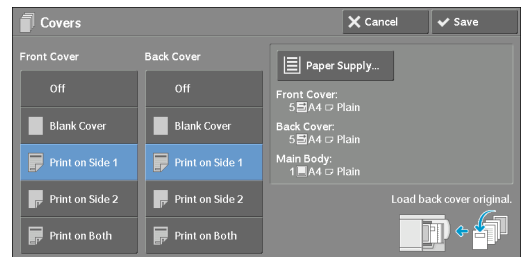 Covers
Cancel
Save
Front Cover
Off
Blank Cover
Print on Side 1
Print on Side 2
Print on Both
Back Cover
Off
Blank Cover
Print on Side 1
Print on Side 2
Print on Both
Paper Supply...
Front Cover:
5 A4 Plain
Back Cover:
5 A4 Plain
Main Body:
1 A4 Plain
Load back cover original.